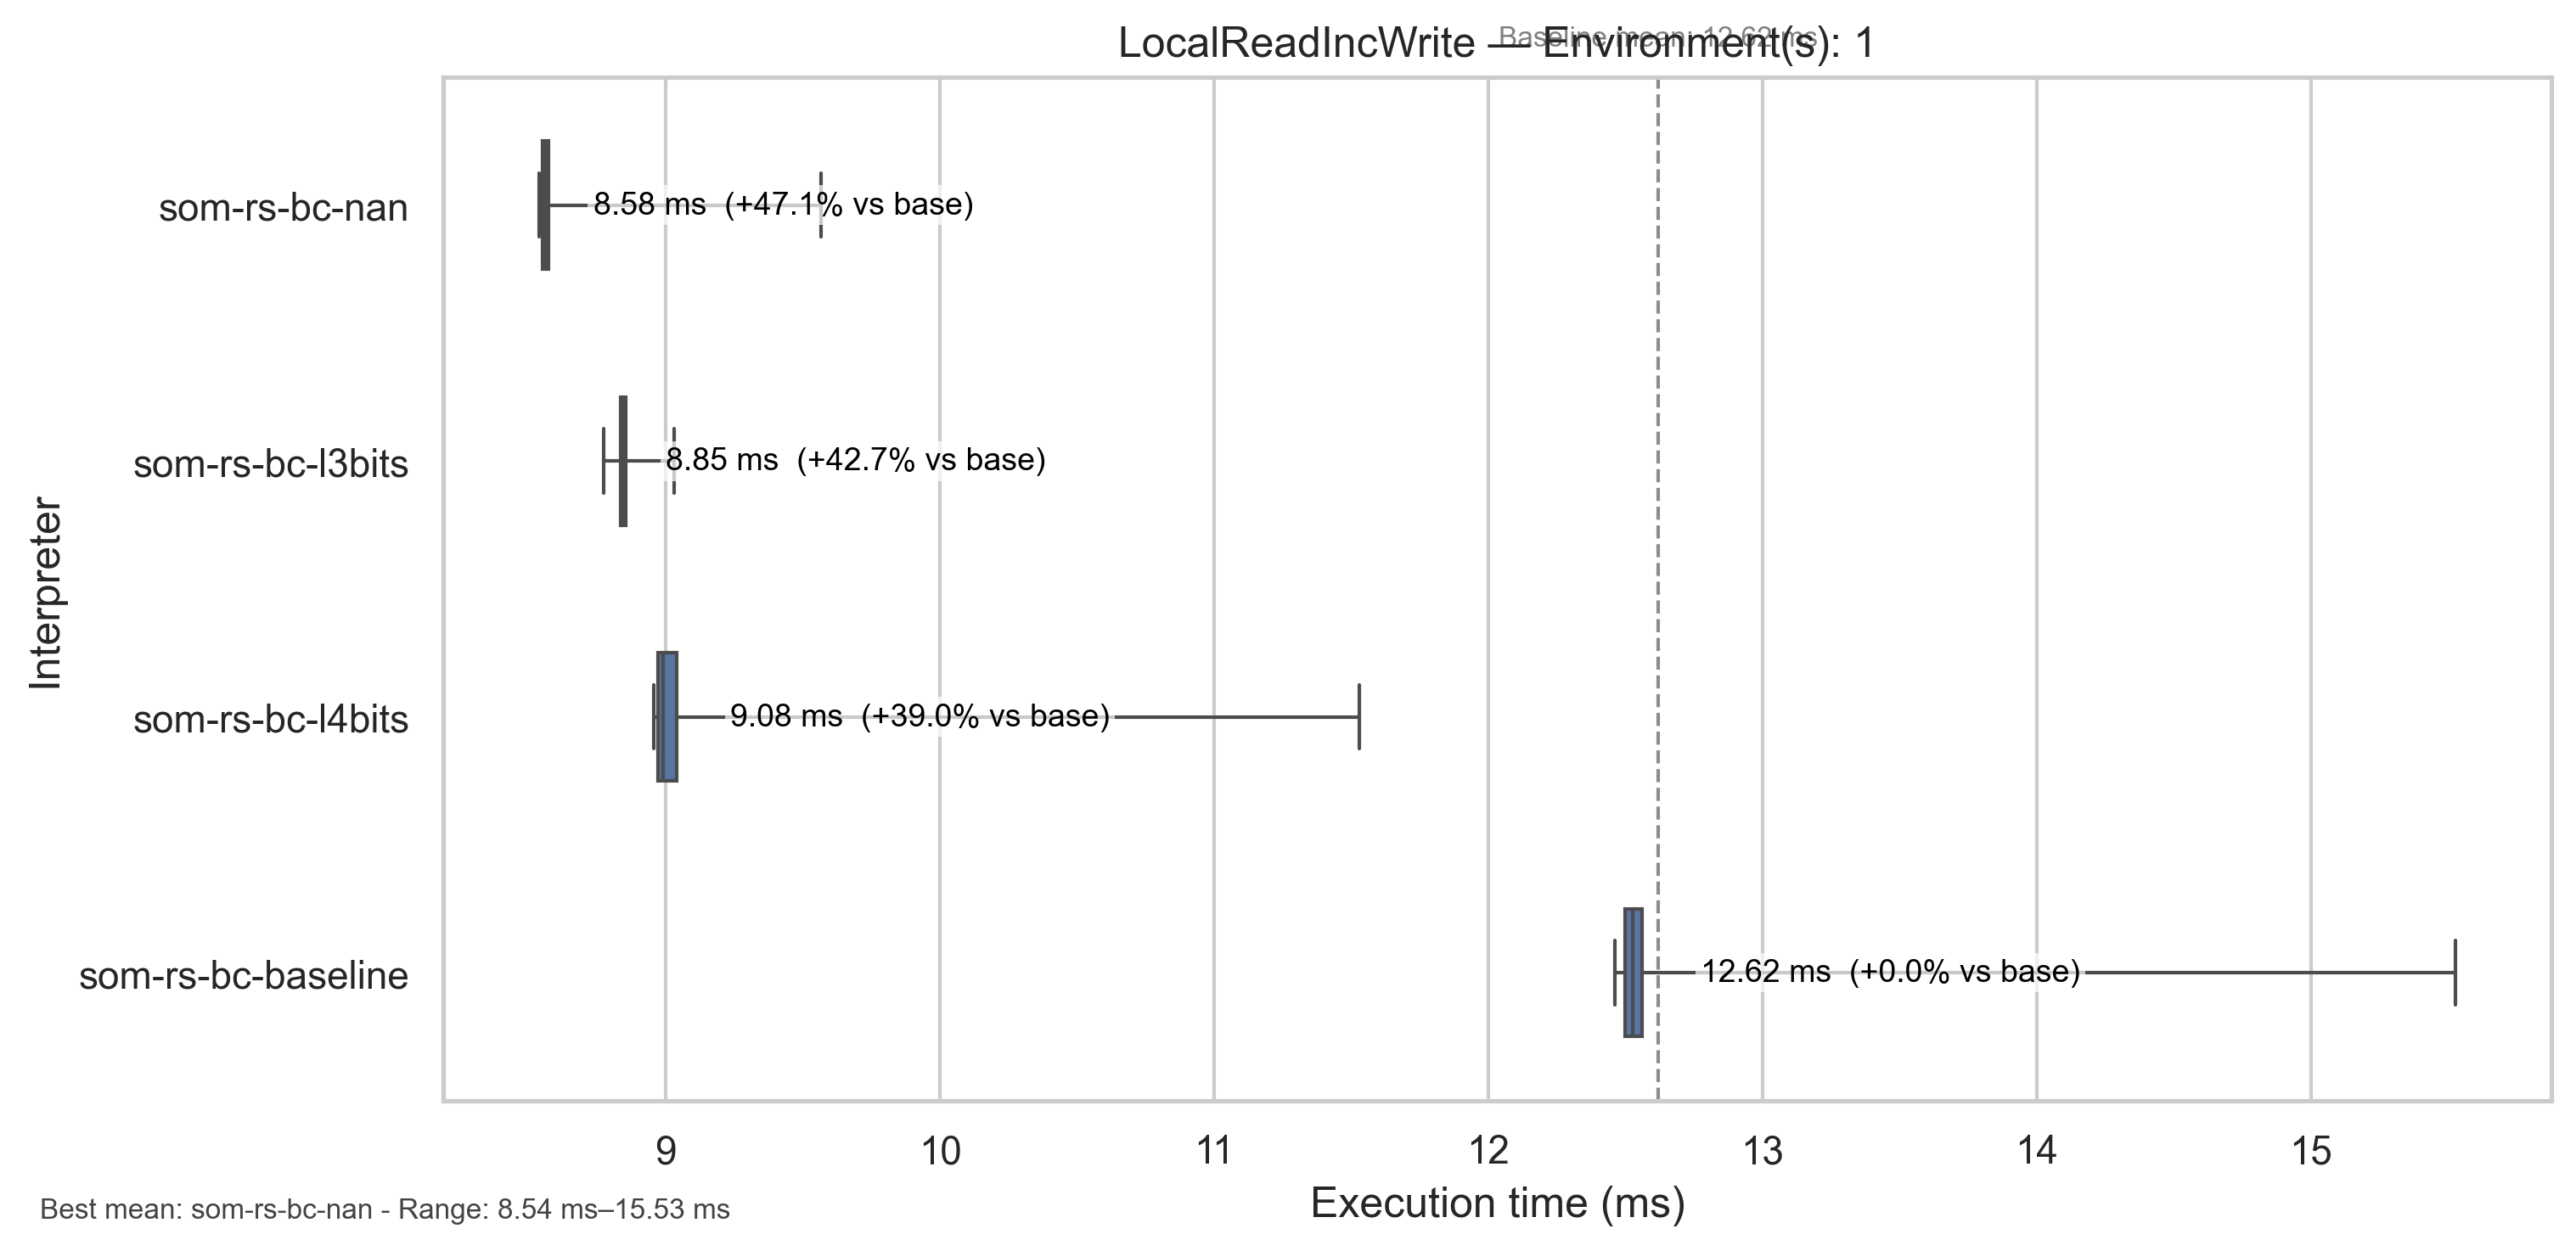 LocalReadIncWrite — Environment(s): 1
Baseline mean: 12.62 ms
som-rs-bc-nan
8.58 ms (+47.1% vs base)
som-rs-bc-l3bits
8.85 ms (+42.7% vs base)
som-rs-bc-l4bits
9.08 ms (+39.0% vs base)
som-rs-bc-baseline
12.62 ms (+0.0% vs base)
Interpreter
9 10 11 12 13 14 15
Execution time (ms)
Best mean: som-rs-bc-nan - Range: 8.54 ms–15.53 ms